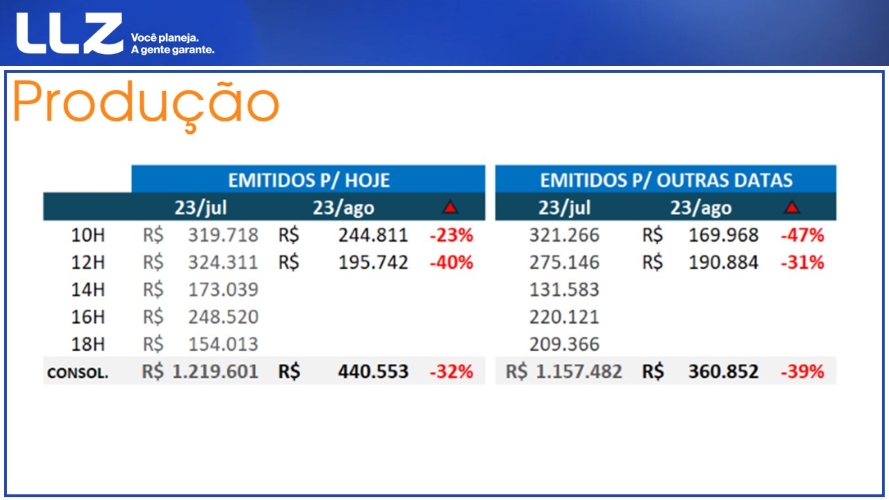 LLZ Você planeja.
A gente garante.
Produção
EMITIDOS P/ HOJE EMITIDOS P/ OUTRAS DATAS
23/jul 23/ago 23/jul 23/ago
10H R$ 319.718 R$ 244.811 -23% 321.266 R$ 169.968 -47%
12H R$ 324.311 R$ 195.742 -40% 275.146 R$ 190.884 -31%
14H R$ 173.039 131.583
16H R$ 248.520 220.121
18H R$ 154.013 209.366
CONSOL. R$ 1.219.601 R$ 440.553 -32% R$ 1.157.482 R$ 360.852 -39%